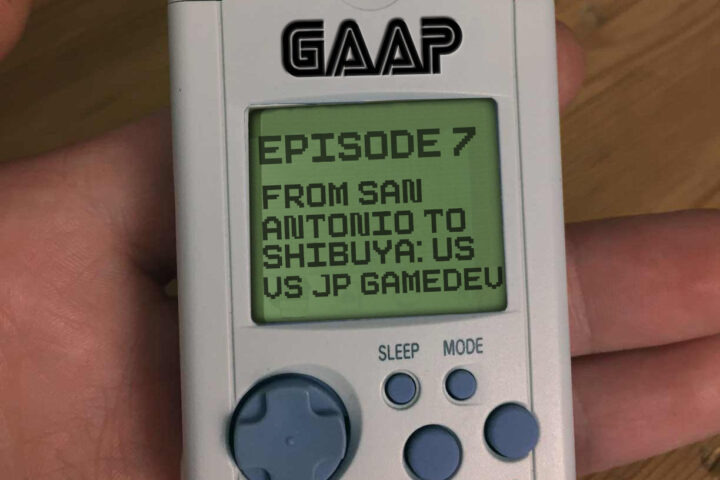 GAAP
EPISODE 7
FROM SAN
ANTONIO TO
SHIBUYA: US
VS JP GAMEDEV
SLEEP MODE